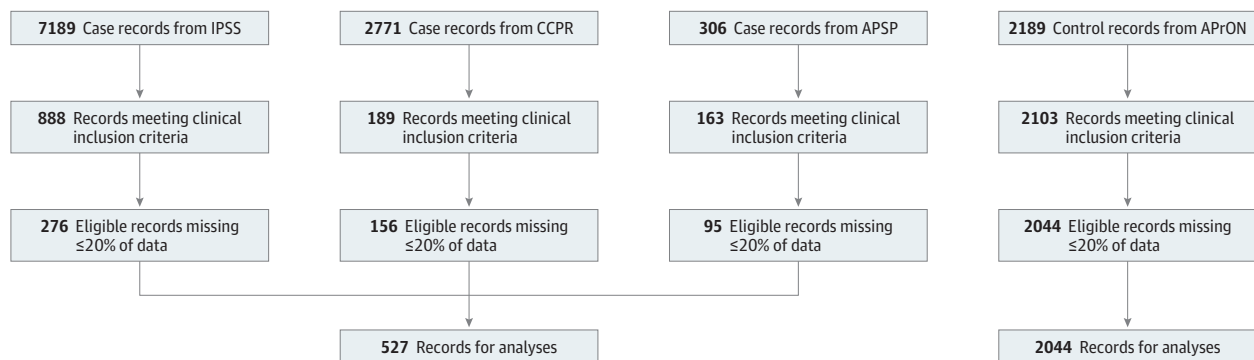 7189 Case records from IPSS
2771 Case records from CCPR
306 Case records from APSP
2189 Control records from APrON
888 Records meeting clinical
inclusion criteria
189 Records meeting clinical
inclusion criteria
163 Records meeting clinical
inclusion criteria
2103 Records meeting clinical
inclusion criteria
276 Eligible records missing
≤20% of data
156 Eligible records missing
≤20% of data
95 Eligible records missing
≤20% of data
2044 Eligible records missing
≤20% of data
527 Records for analyses
2044 Records for analyses